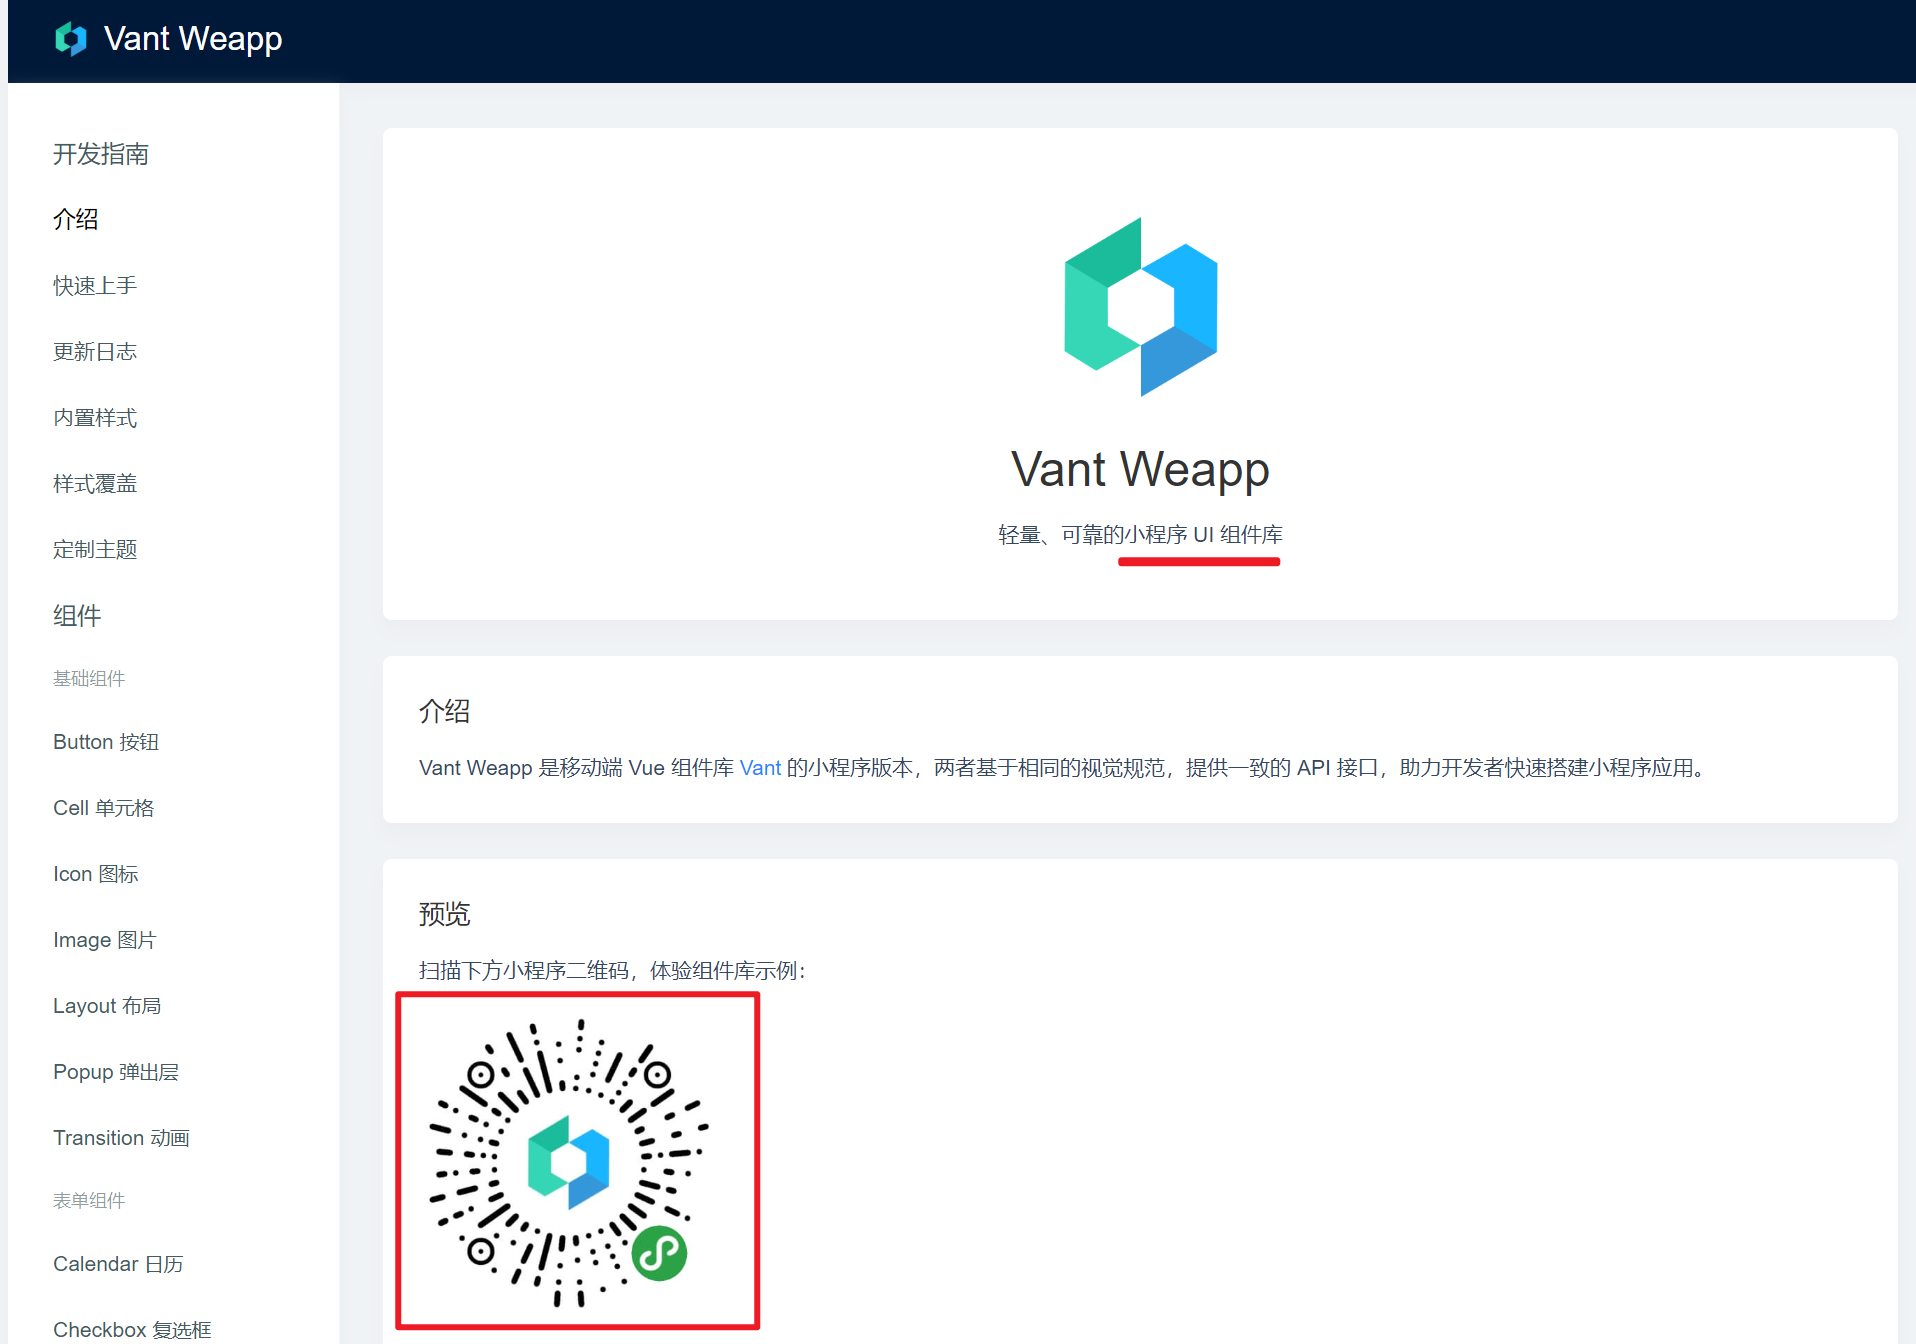 Vant Weapp
开发指南
介绍
快速上手
更新日志
内置样式
样式覆盖
定制主题
组件
基础组件
Button 按钮
Cell 单元格
Icon 图标
Image 图片
Layout 布局
Popup 弹出层
Transition 动画
表单组件
Calendar 日历
Checkbox 复选框
Vant Weapp
轻量、可靠的小程序 UI 组件库
介绍
Vant Weapp 是移动端 Vue 组件库 Vant 的小程序版本，两者基于相同的视觉规范，提供一致的 API 接口，助力开发者快速搭建小程序应用。
预览
扫描下方小程序二维码，体验组件库示例：